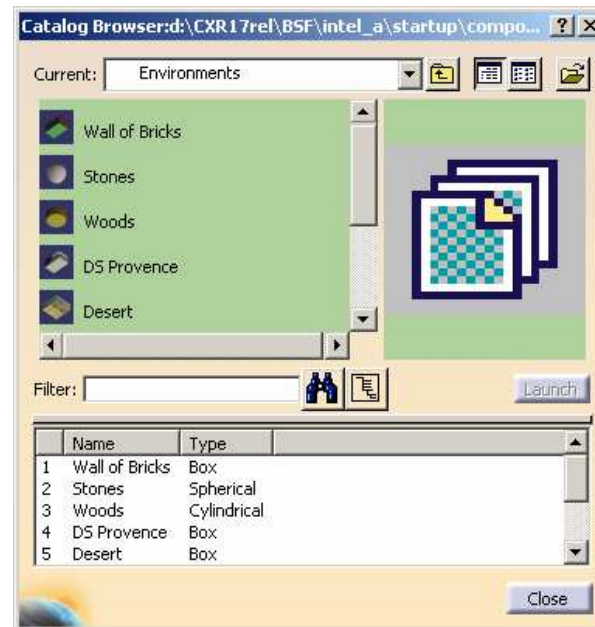 Catalog Browser:d:\CXR17rel\BSF\intel_a\startup\compo...
Current: Environments
Wall of Bricks
Stones
Woods
DS Provence
Desert
Filter:
Launch
Name Type
1 Wall of Bricks Box
2 Stones Spherical
3 Woods Cylindrical
4 DS Provence Box
5 Desert Box
Close